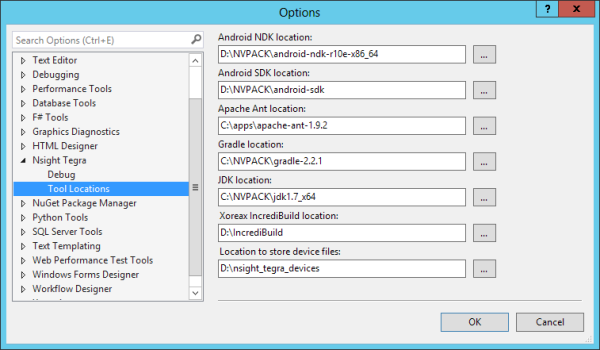 Options
?
Search Options (Ctrl+E)
Text Editor
Debugging
Performance Tools
Database Tools
F# Tools
Graphics Diagnostics
HTML Designer
Nsight Tegra
Debug
Tool Locations
NuGet Package Manager
Python Tools
SQL Server Tools
Text Templating
Web Performance Test Tools
Windows Forms Designer
Workflow Designer
Android NDK location:
D:\NVPACK\android-ndk-r10e-x86_64
...
Android SDK location:
D:\NVPACK\android-sdk
...
Apache Ant location:
C:\apps\apache-ant-1.9.2
...
Gradle location:
C:\NVPACK\gradle-2.2.1
...
JDK location:
C:\NVPACK\jdk1.7_x64
...
Xoreax IncrediBuild location:
D:\IncrediBuild
...
Location to store device files:
D:\nsight_tegra_devices
...
OK
Cancel